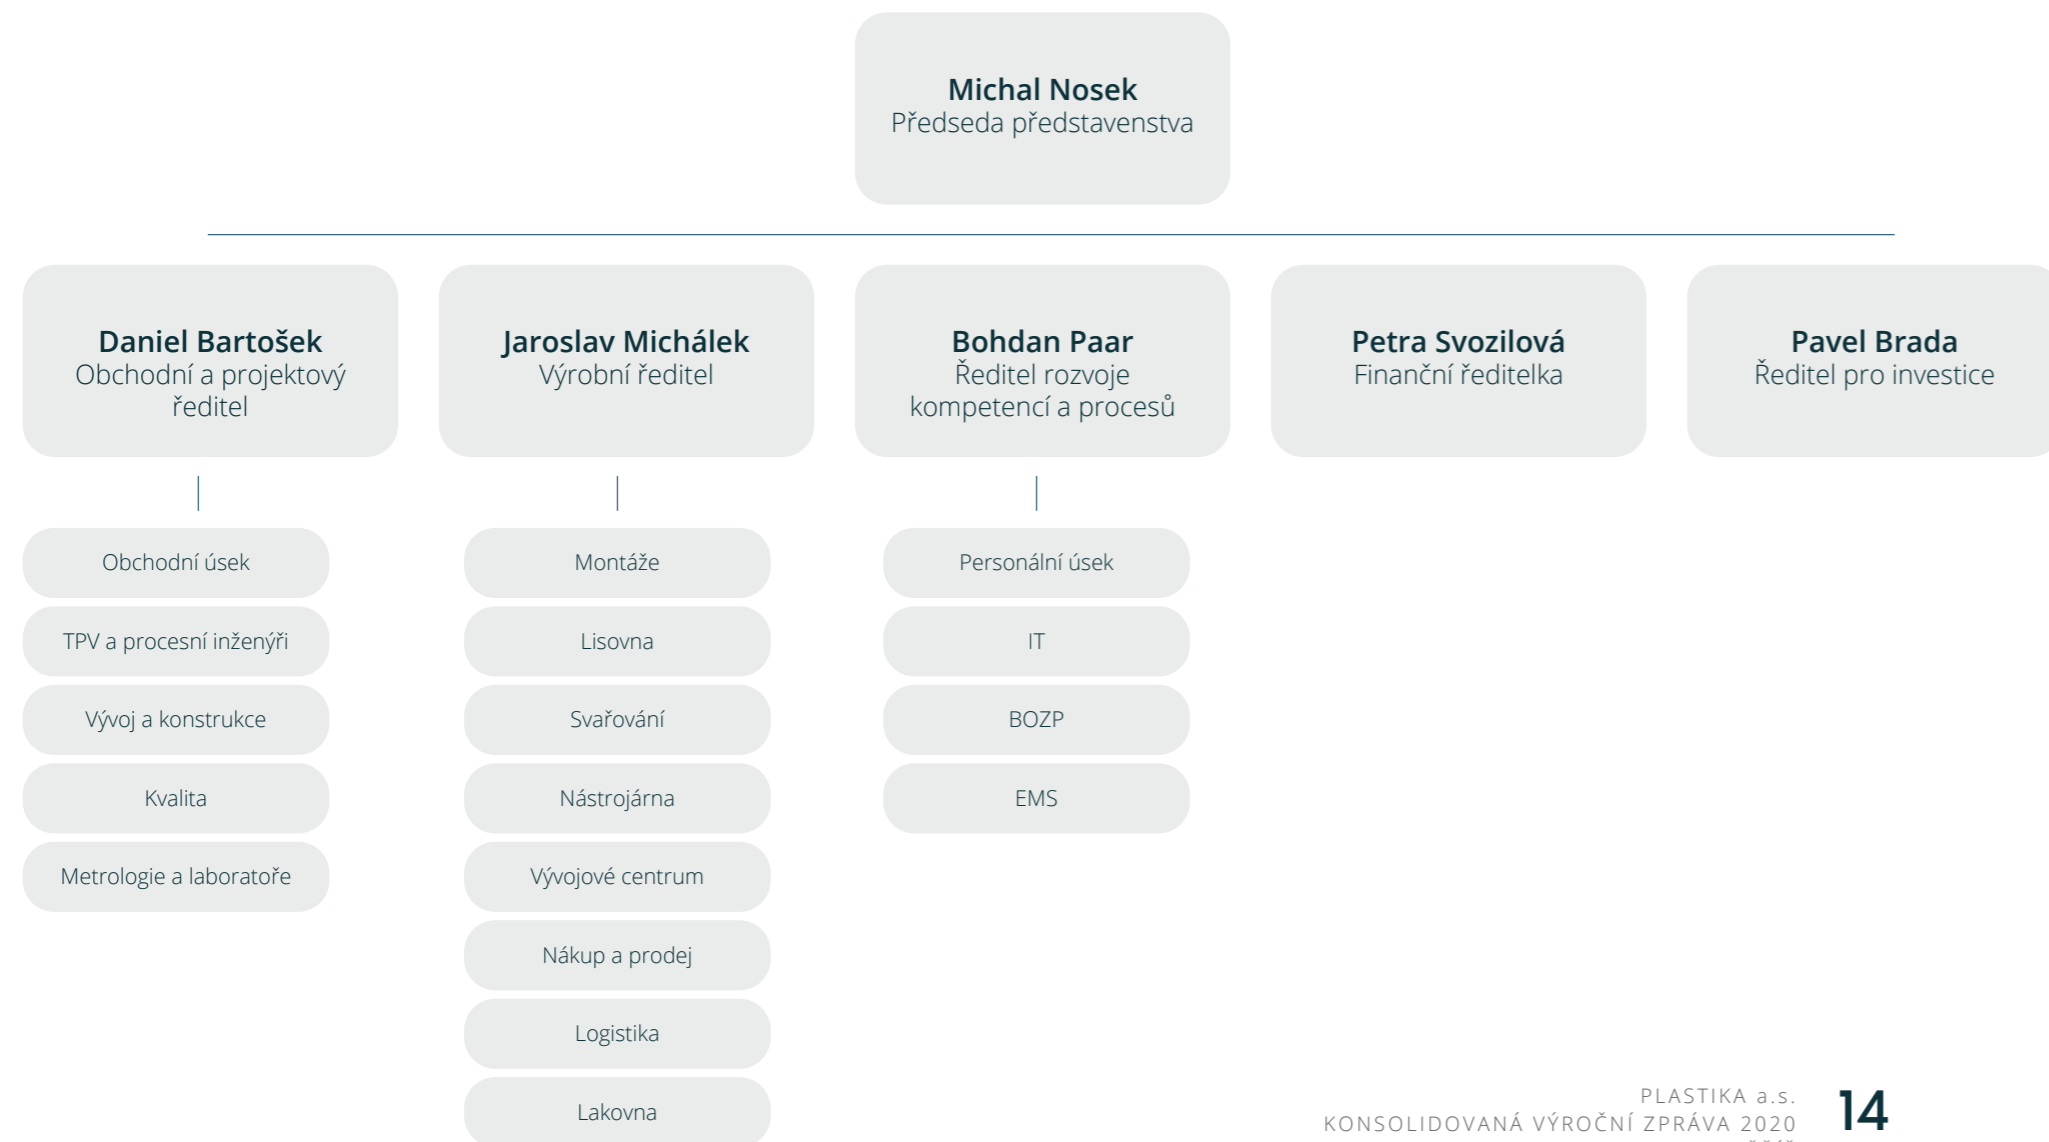 Michal Nosek
Předseda představenstva
Daniel Bartošek
Obchodní a projektový
ředitel
Jaroslav Michálek
Výrobní ředitel
Bohdan Paar
Ředitel rozvoje
kompetencí a procesů
Petra Svozilová
Finanční ředitelka
Pavel Brada
Ředitel pro investice
Obchodní úsek
TPV a procesní inženýři
Vývoj a konstrukce
Kvalita
Metrologie a laboratoře
Montáže
Lisovna
Svařování
Nástrojárna
Vývojové centrum
Nákup a prodej
Logistika
Lakovna
Personální úsek
IT
BOZP
EMS
PLASTIKA a.s.
KONSOLIDOVANÁ VÝROČNÍ ZPRÁVA 2020
14